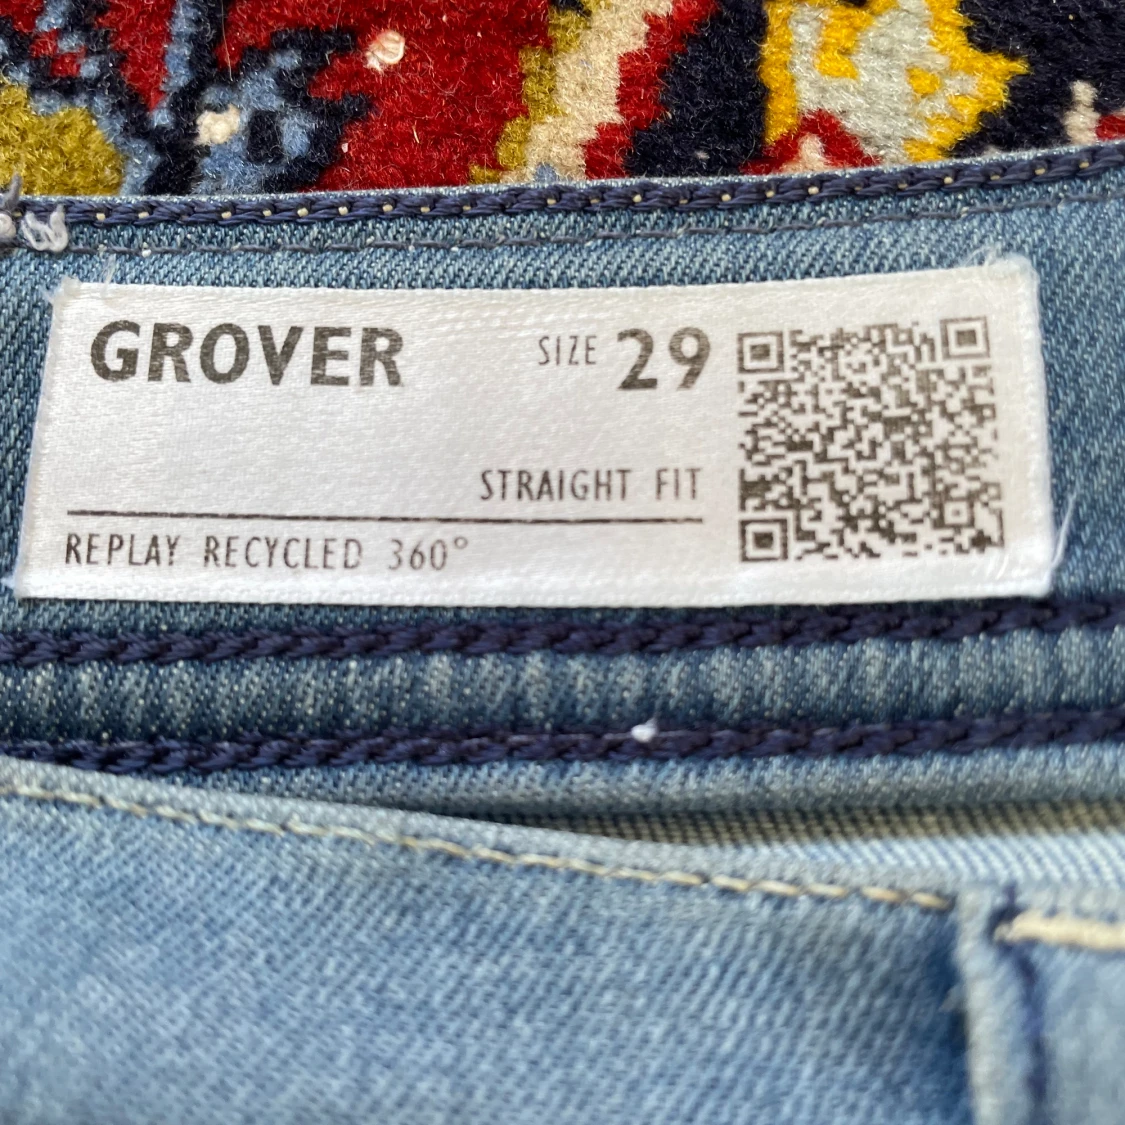 GROVER SIZE 29
STRAIGHT FIT
REPLAY RECYCLED 360°